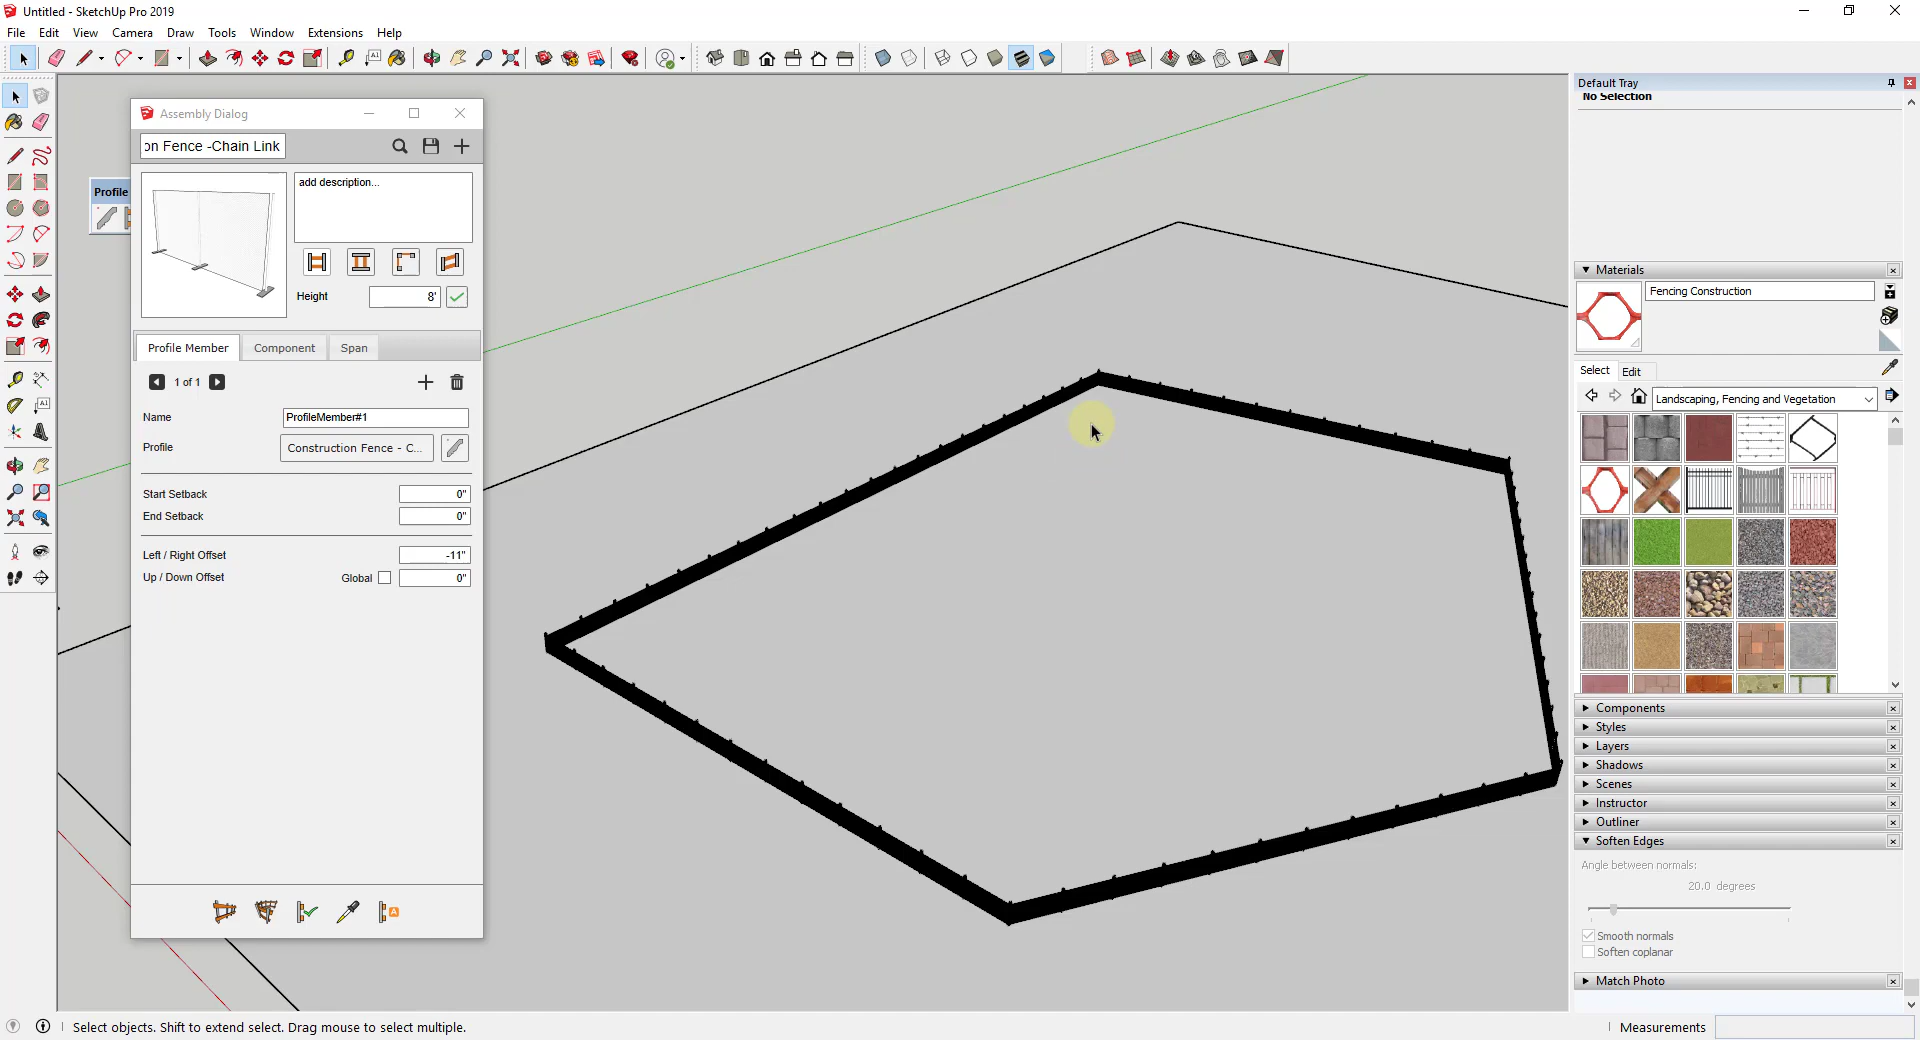 Untitled - SketchUp Pro 2019
File Edit View Camera Draw Tools Window Extensions Help
Default Tray
No Selection
Assembly Dialog
on Fence -Chain Link
add description...
Profile
Height 8'
Profile Member Component Span
1 of 1
Name ProfileMember#1
Profile Construction Fence - C...
Start Setback 0"
End Setback 0"
Left / Right Offset -11"
Up / Down Offset Global 0"
Materials
Fencing Construction
Select Edit
Landscaping, Fencing and Vegetation
Components
Styles
Layers
Shadows
Scenes
Instructor
Outliner
Soften Edges
Angle between normals:
20.0 degrees
Smooth normals
Soften coplanar
Match Photo
Select objects. Shift to extend select. Drag mouse to select multiple.
Measurements